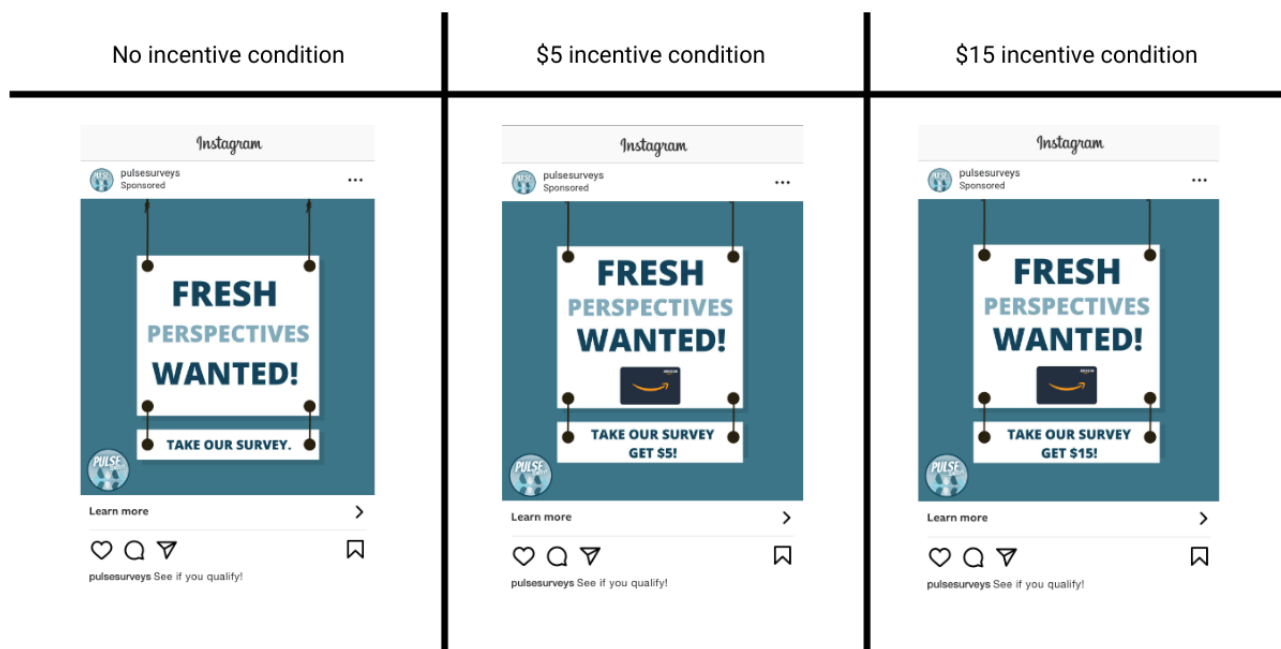 No incentive condition
$5 incentive condition
$15 incentive condition
Instagram
pulsesurveys
Sponsored
FRESH
PERSPECTIVES
WANTED!
TAKE OUR SURVEY.
PULSE
Learn more
pulsesurveys See if you qualify!
Instagram
pulsesurveys
Sponsored
FRESH
PERSPECTIVES
WANTED!
amazon
TAKE OUR SURVEY
GET $5!
PULSE
Learn more
pulsesurveys See if you qualify!
Instagram
pulsesurveys
Sponsored
FRESH
PERSPECTIVES
WANTED!
amazon
TAKE OUR SURVEY
GET $15!
PULSE
Learn more
pulsesurveys See if you qualify!